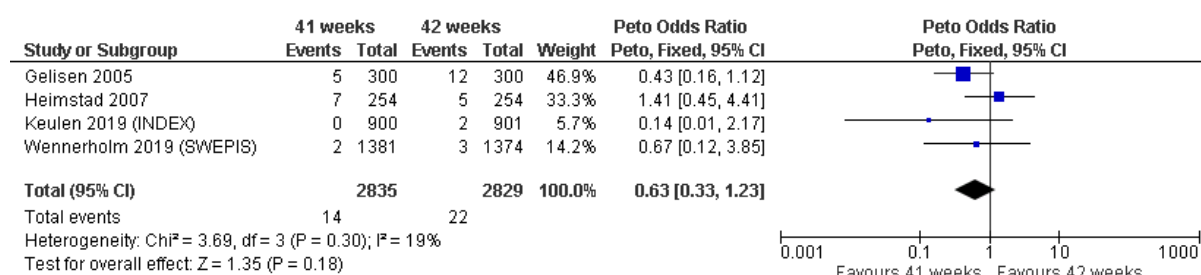 41 weeks 42 weeks Peto Odds Ratio Peto Odds Ratio
Study or Subgroup Events Total Events Total Weight Peto, Fixed, 95% CI Peto, Fixed, 95% CI
Gelisen 2005 5 300 12 300 46.9% 0.43 [0.16, 1.12]
Heimstad 2007 7 254 5 254 33.3% 1.41 [0.45, 4.41]
Keulen 2019 (INDEX) 0 900 2 901 5.7% 0.14 [0.01, 2.17]
Wennerholm 2019 (SWEPIS) 2 1381 3 1374 14.2% 0.67 [0.12, 3.85]
Total (95% CI) 2835 2829 100.0% 0.63 [0.33, 1.23]
Total events 14 22
Heterogeneity: Chi² = 3.69, df = 3 (P = 0.30); I² = 19%
Test for overall effect: Z = 1.35 (P = 0.18)
0.001 0.1 1 10 1000
Favours 41 weeks Favours 42 weeks